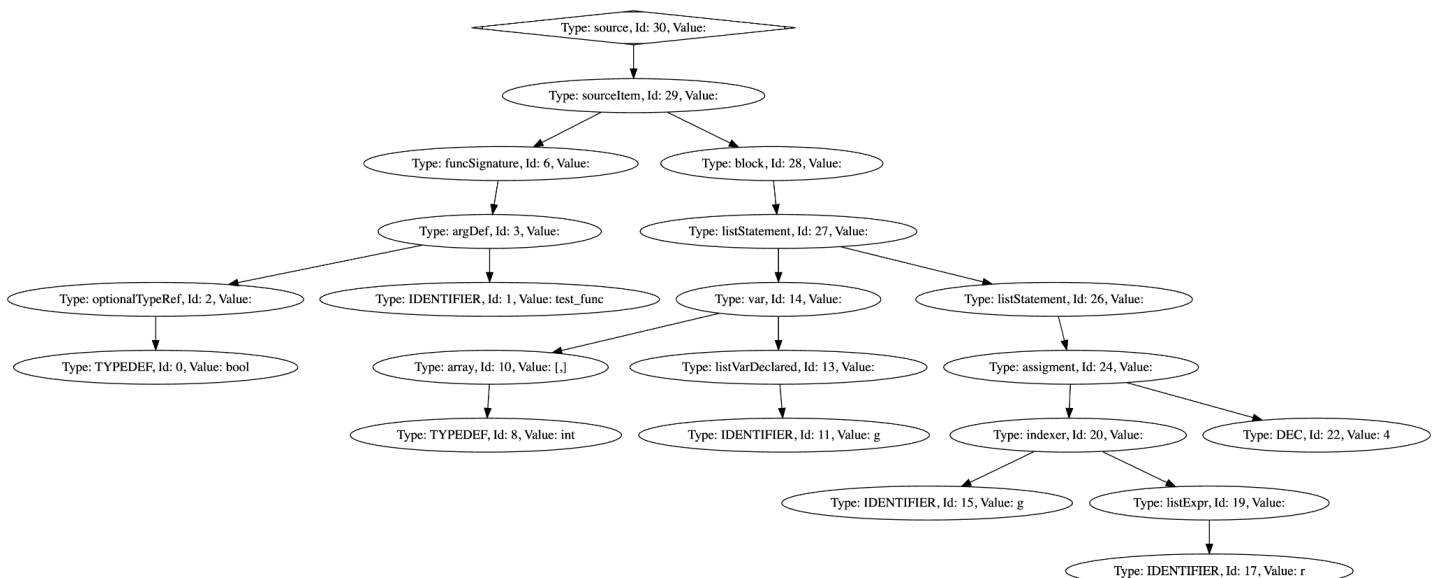 Type: source, Id: 30, Value:
Type: sourceItem, Id: 29, Value:
Type: funcSignature, Id: 6, Value:
Type: block, Id: 28, Value:
Type: argDef, Id: 3, Value:
Type: listStatement, Id: 27, Value:
Type: optionalTypeRef, Id: 2, Value:
Type: IDENTIFIER, Id: 1, Value: test_func
Type: var, Id: 14, Value:
Type: listStatement, Id: 26, Value:
Type: TYPEDEF, Id: 0, Value: bool
Type: array, Id: 10, Value: [,]
Type: listVarDeclared, Id: 13, Value:
Type: assigment, Id: 24, Value:
Type: TYPEDEF, Id: 8, Value: int
Type: IDENTIFIER, Id: 11, Value: g
Type: indexer, Id: 20, Value:
Type: DEC, Id: 22, Value: 4
Type: IDENTIFIER, Id: 15, Value: g
Type: listExpr, Id: 19, Value:
Type: IDENTIFIER, Id: 17, Value: r